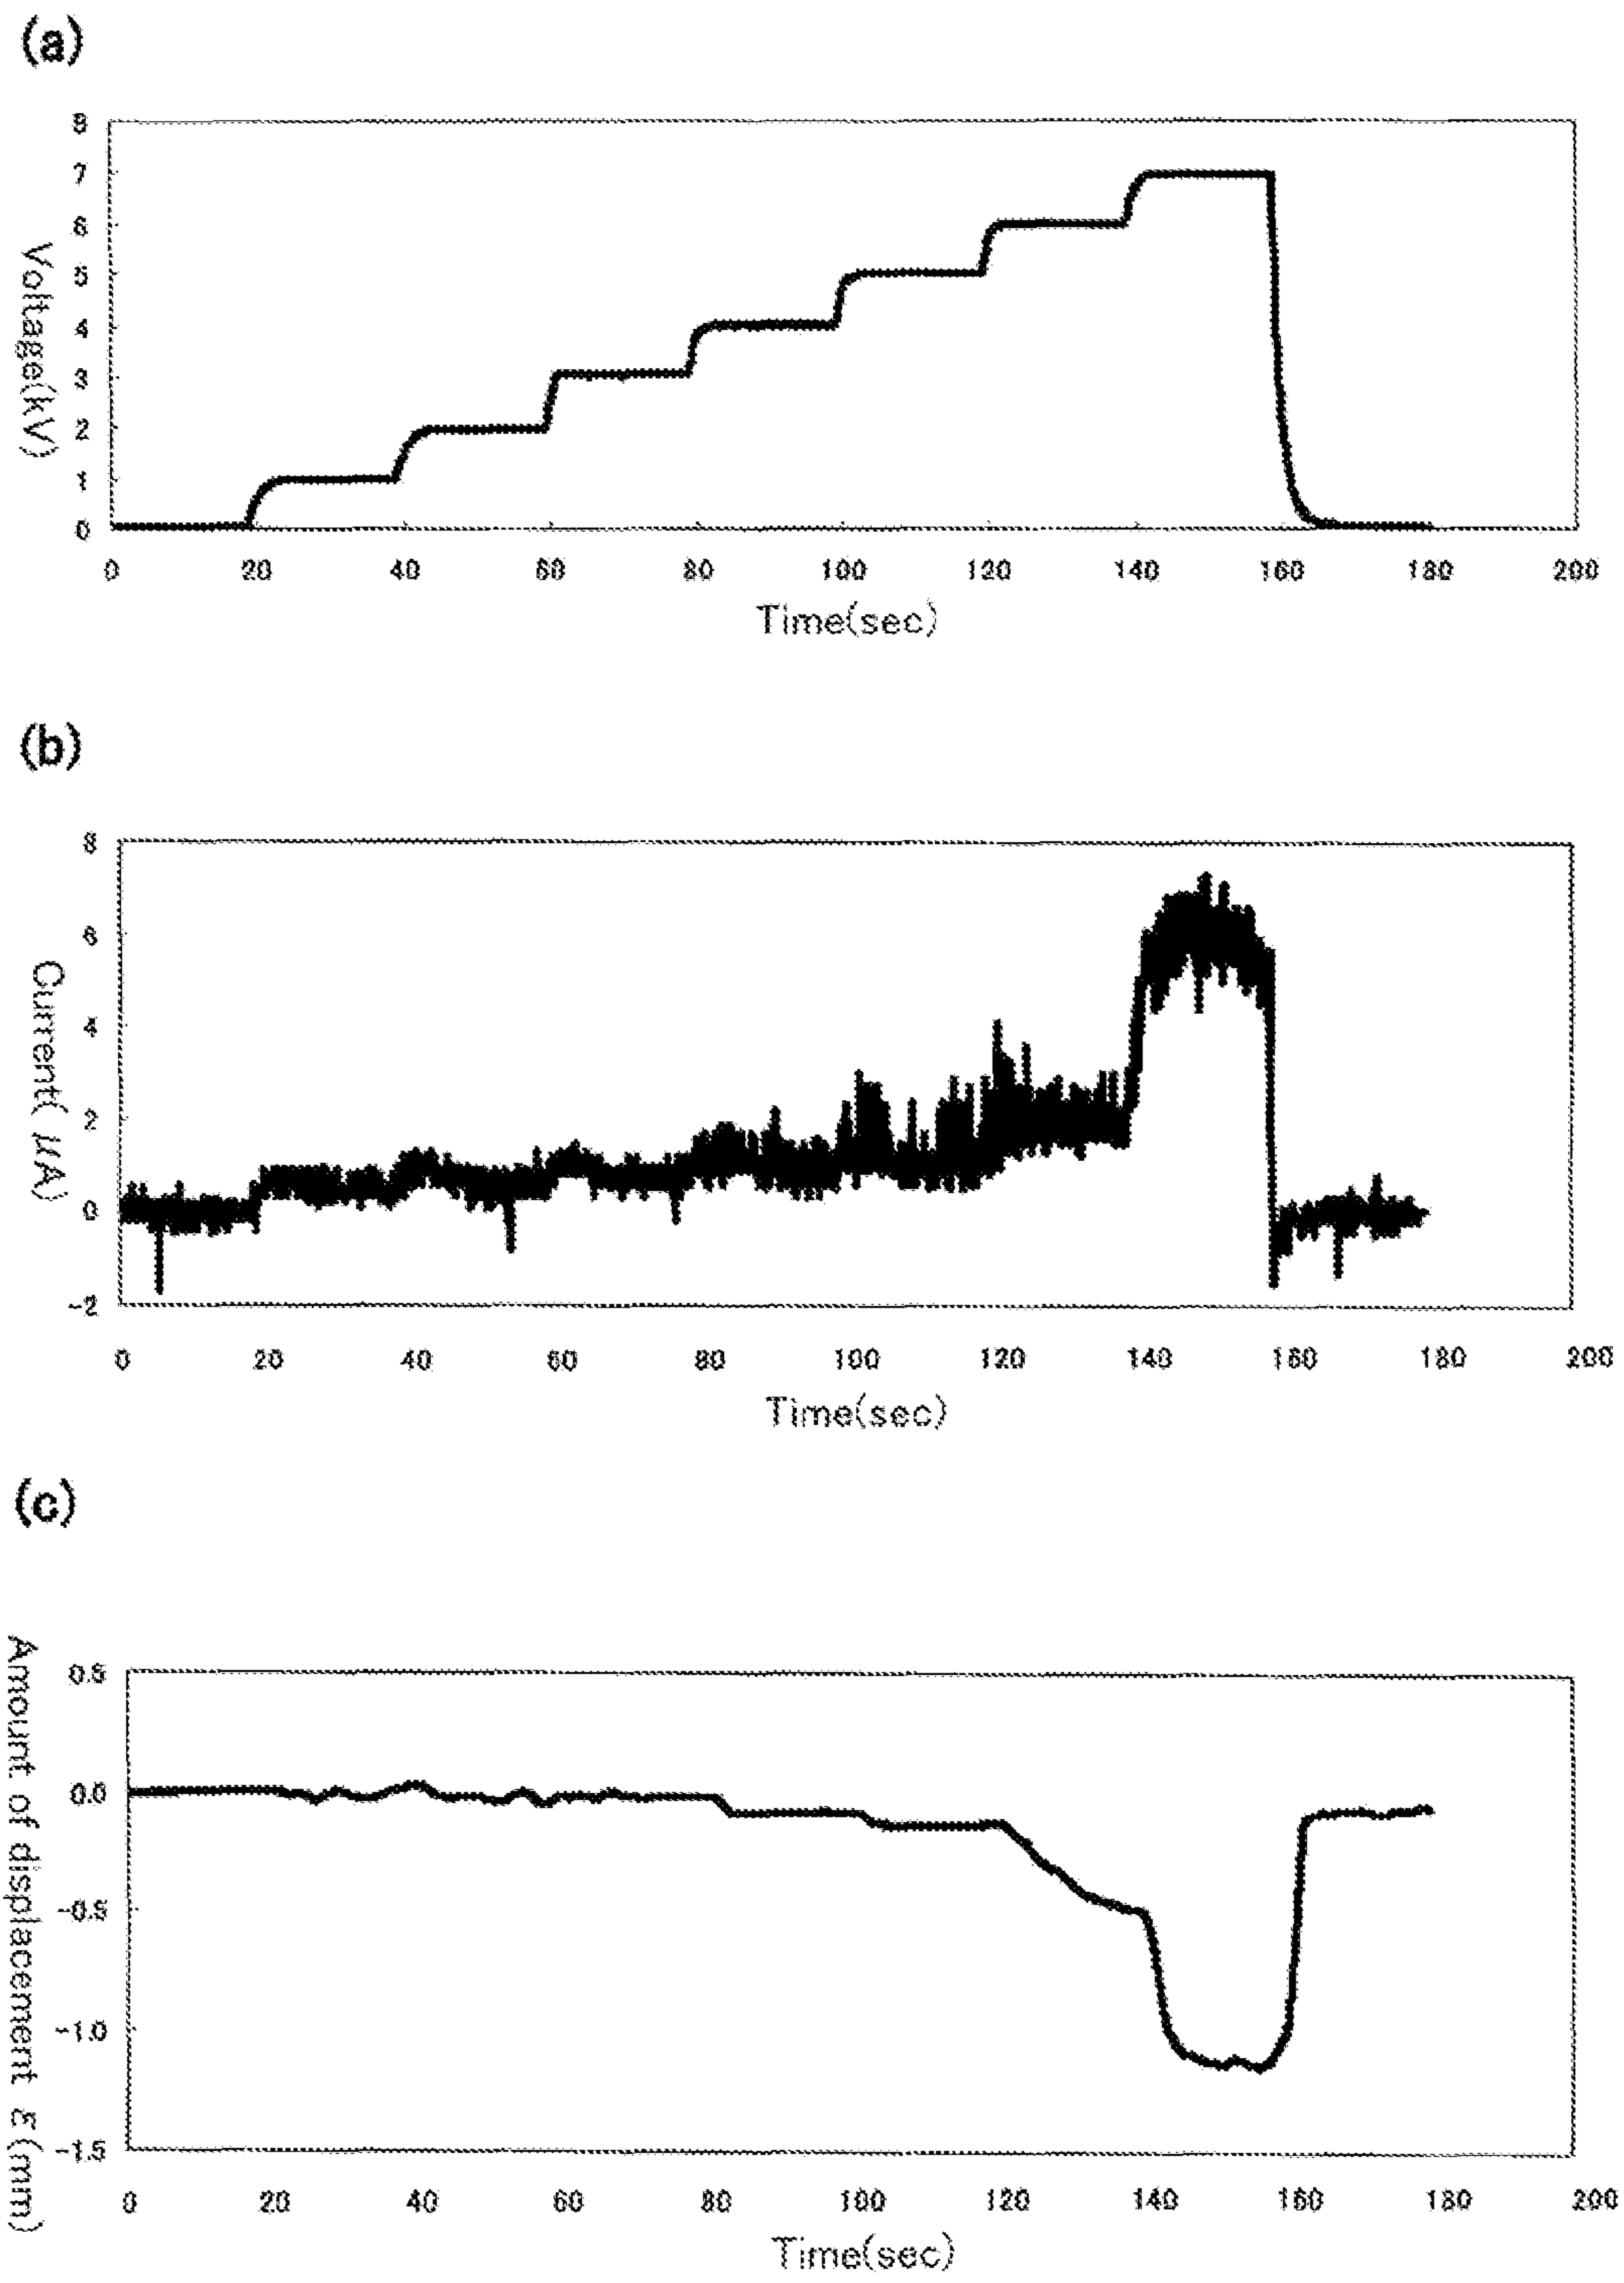 (a)
8
7
6
5
4
3
2
1
0
Voltage(kV)
0 20 40 60 80 100 120 140 160 180 200
Time(sec)
(b)
8
6
4
2
0
-2
Current( μA)
0 20 40 60 80 100 120 140 160 180 200
Time(sec)
(c)
0.5
0.0
-0.5
-1.0
-1.5
Amount of displacement ε(mm)
0 20 40 60 80 100 120 140 160 180 200
Time(sec)